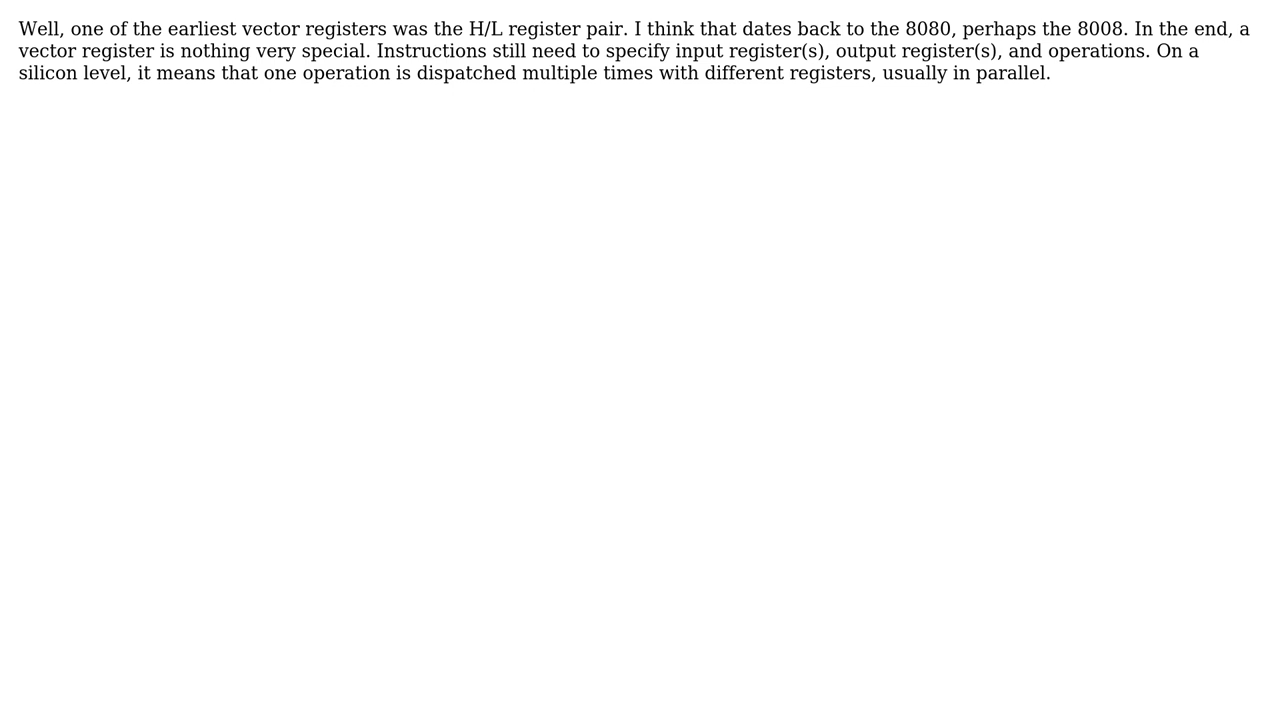 Well, one of the earliest vector registers was the H/L register pair. I think that dates back to the 8080, perhaps the 8008. In the end, a
vector register is nothing very special. Instructions still need to specify input register(s), output register(s), and operations. On a
silicon level, it means that one operation is dispatched multiple times with different registers, usually in parallel.